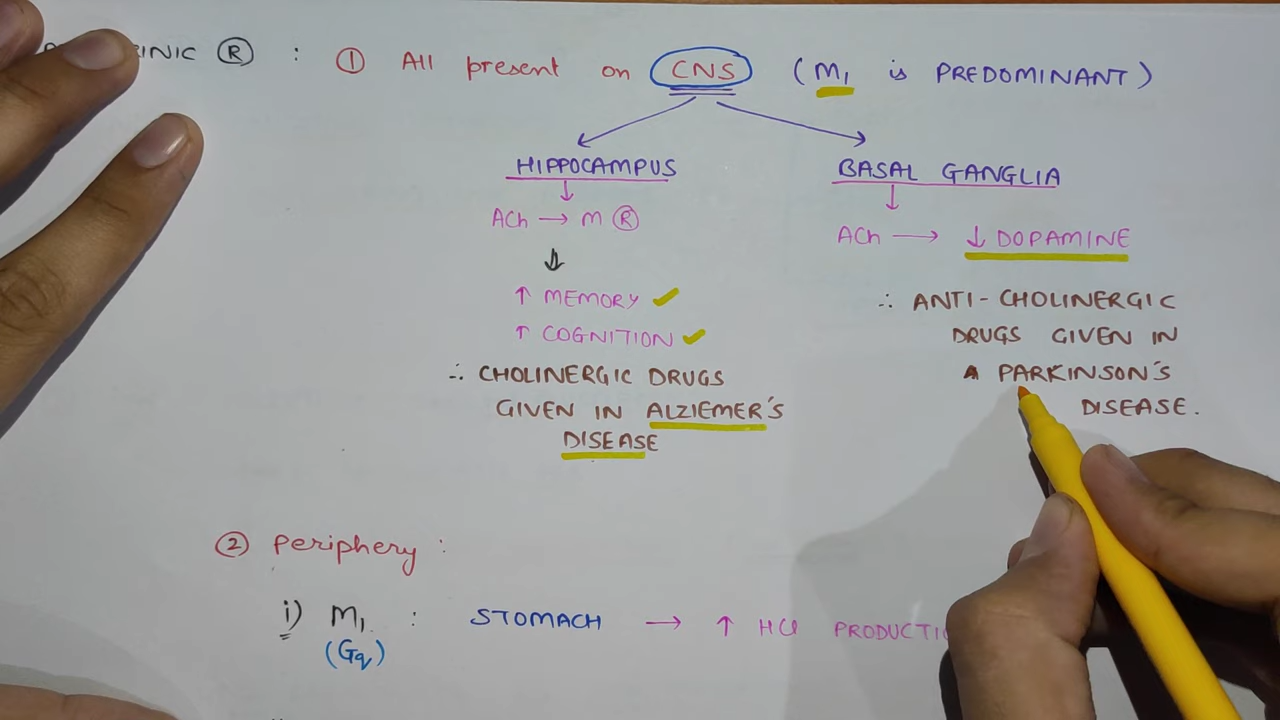 INIC Ⓡ : ① All present on CNS (M₁ is PREDOMINANT)
HIPPOCAMPUS
BASAL GANGLIA
ACh → M Ⓡ
ACh → ↓ DOPAMINE
↓
↑ MEMORY ✓
↑ COGNITION ✓
∴ CHOLINERGIC DRUGS
GIVEN IN ALZIEMER'S
DISEASE
∴ ANTI-CHOLINERGIC
DRUGS GIVEN IN
PARKINSON'S
DISEASE.
② Periphery :
i) M₁ : STOMACH → ↑ HCl PRODUCTI
(Gq)